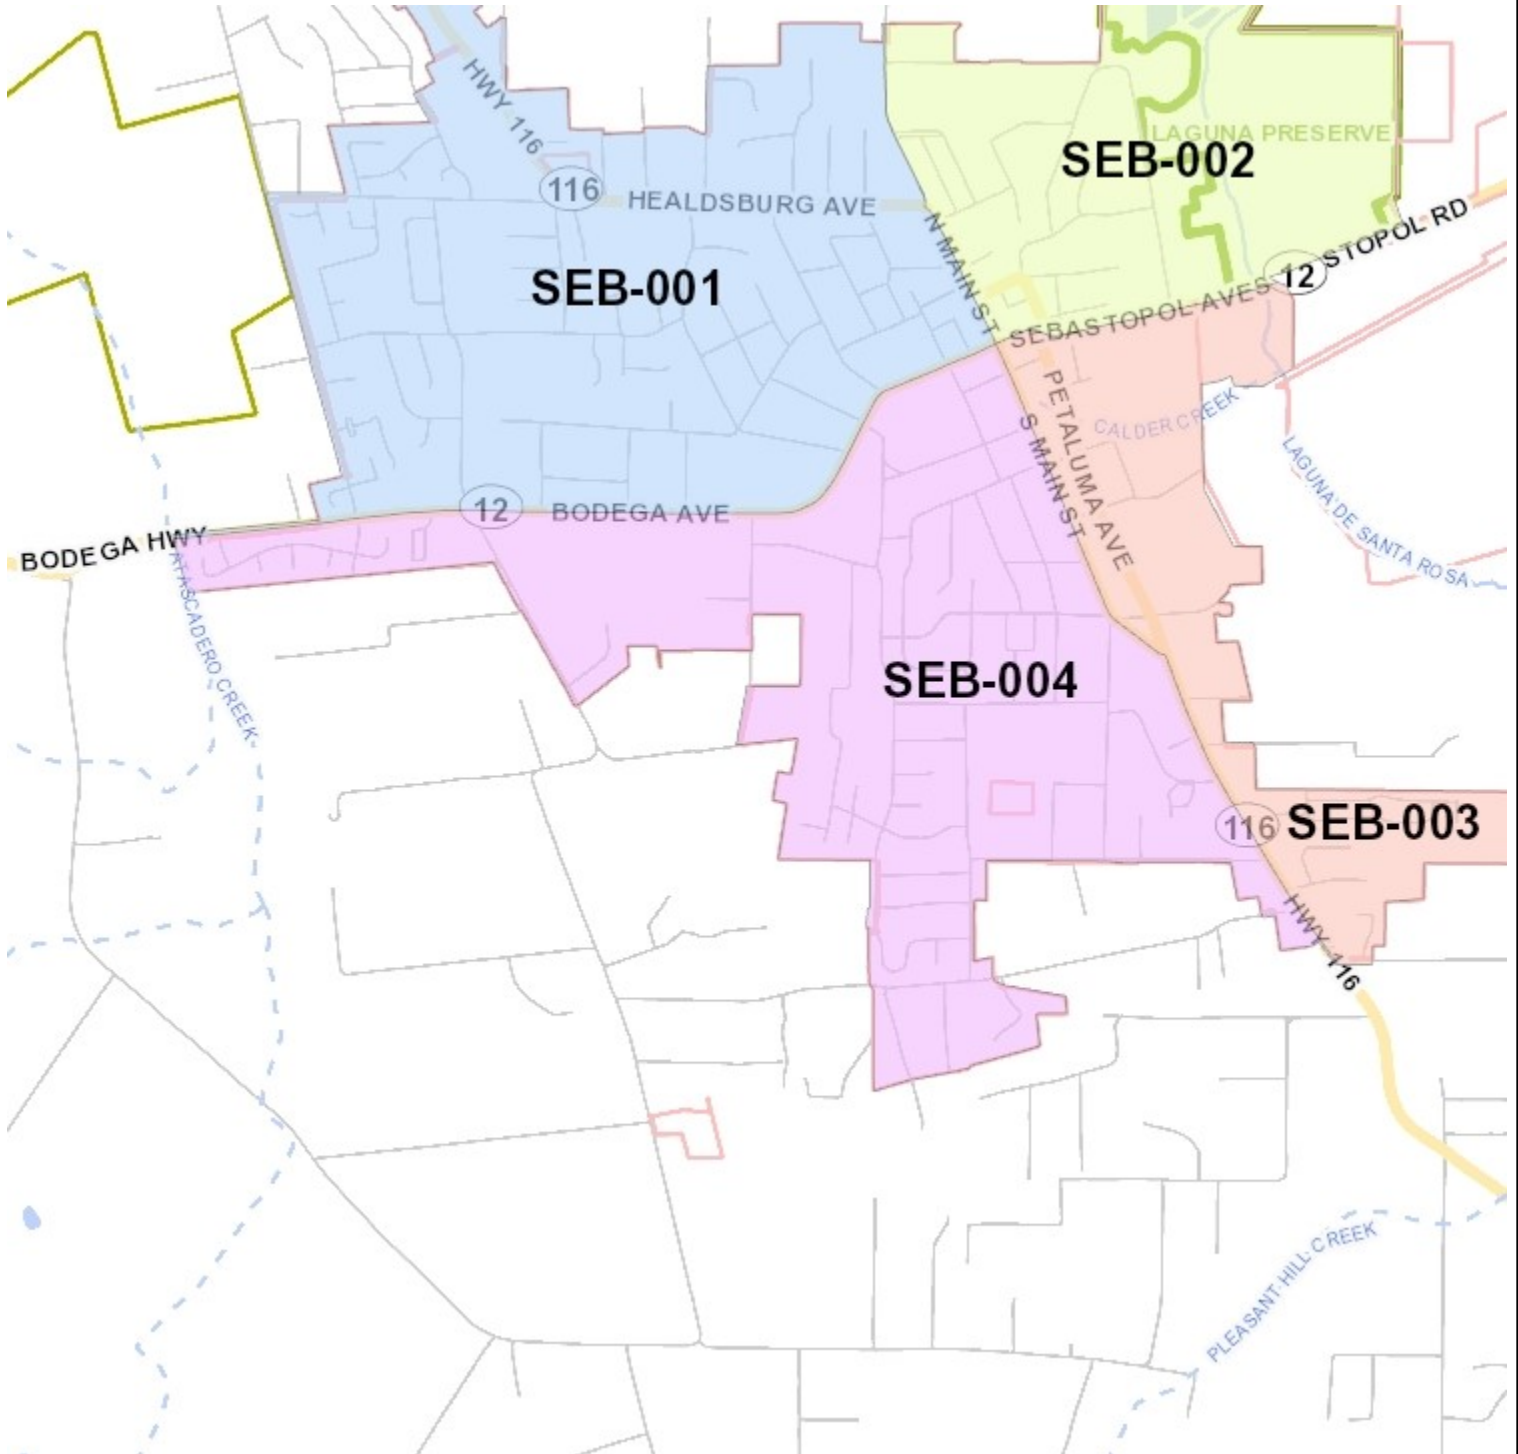 HWY 116
116
HEALDSBURG AVE
LAGUNA PRESERVE
SEB-002
N MAIN ST
STOPOL RD
12
SEBASTOPOL AVES
SEB-001
PETALUMA AVE
S MAIN ST
CALDER CREEK
LAGUNA DE SANTA ROSA
12
BODEGA AVE
BODEGA HWY
ATASCADERO CREEK
SEB-004
116
SEB-003
HWY 116
PLEASANT HILL CREEK